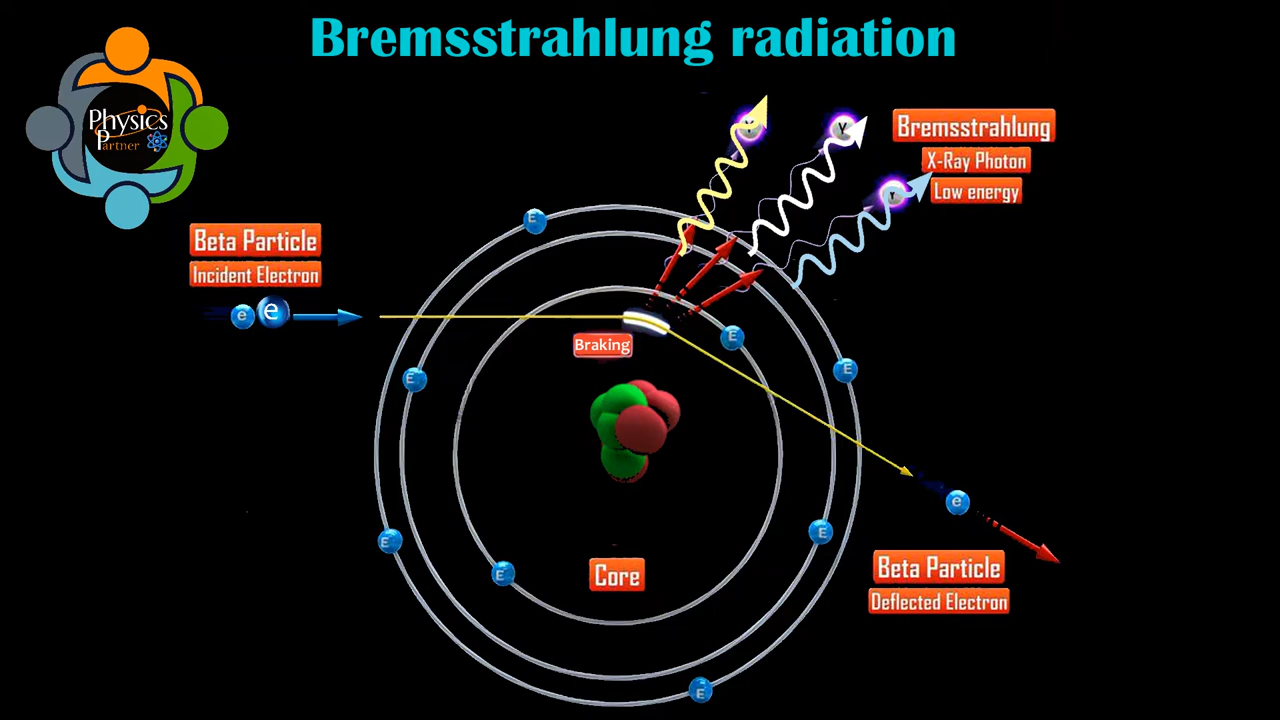 Bremsstrahlung radiation
Physics
Partner
Y
Y
Y
Bremsstrahlung
X-Ray Photon
Low energy
Beta Particle
Incident Electron
e
e
E
E
E
E
E
E
E
E
Braking
Core
e
Beta Particle
Deflected Electron